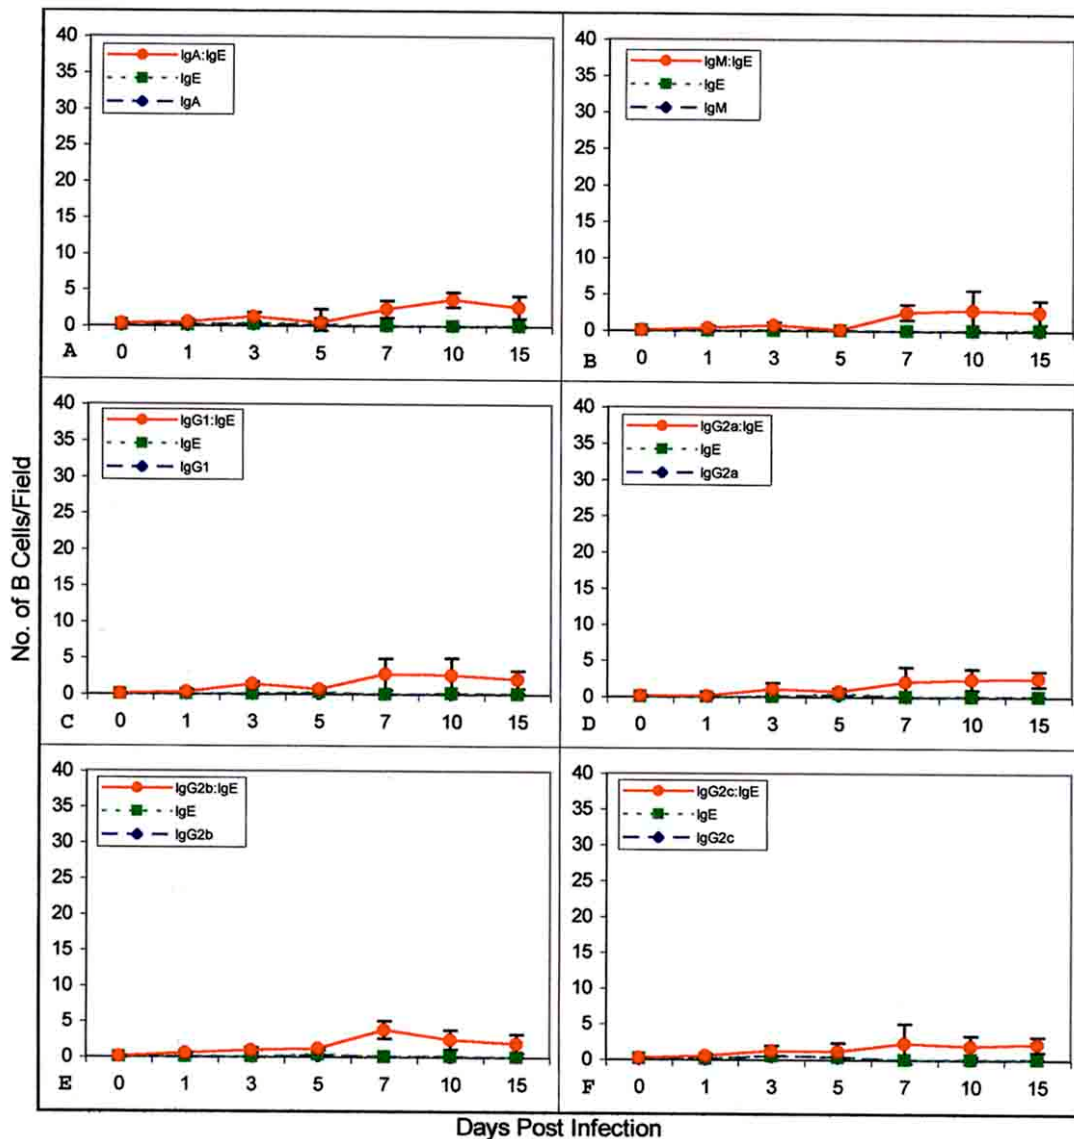 No. of B Cells/Field
40
35
30
25
20
15
10
5
0
IgA:IgE
IgE
IgA
A 0 1 3 5 7 10 15
40
35
30
25
20
15
10
5
0
IgM:IgE
IgE
IgM
B 0 1 3 5 7 10 15
40
35
30
25
20
15
10
5
0
IgG1:IgE
IgE
IgG1
C 0 1 3 5 7 10 15
40
35
30
25
20
15
10
5
0
IgG2a:IgE
IgE
IgG2a
D 0 1 3 5 7 10 15
40
35
30
25
20
15
10
5
0
IgG2b:IgE
IgE
IgG2b
E 0 1 3 5 7 10 15
40
35
30
25
20
15
10
5
0
IgG2c:IgE
IgE
IgG2c
F 0 1 3 5 7 10 15
Days Post Infection